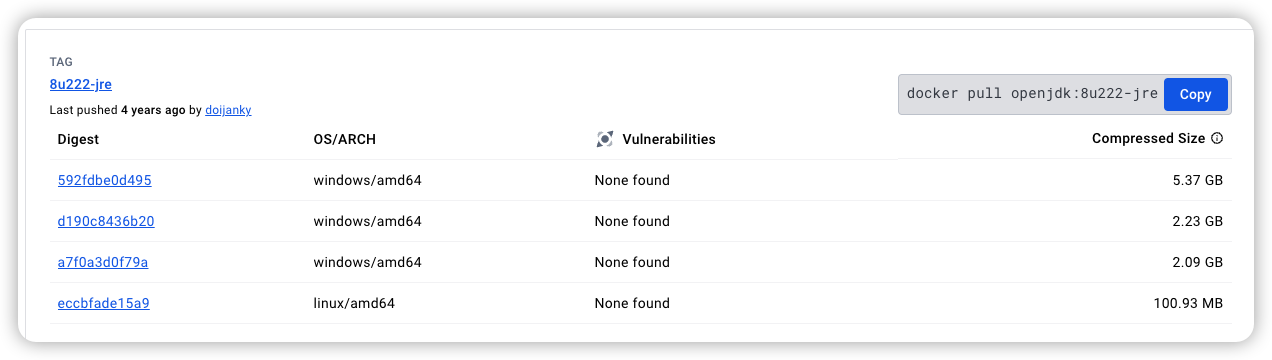 TAG
8u222-jre
docker pull openjdk:8u222-jre Copy
Last pushed 4 years ago by doijanky
Digest OS/ARCH Vulnerabilities Compressed Size
592fdbe0d495 windows/amd64 None found 5.37 GB
d190c8436b20 windows/amd64 None found 2.23 GB
a7f0a3d0f79a windows/amd64 None found 2.09 GB
eccbfade15a9 linux/amd64 None found 100.93 MB